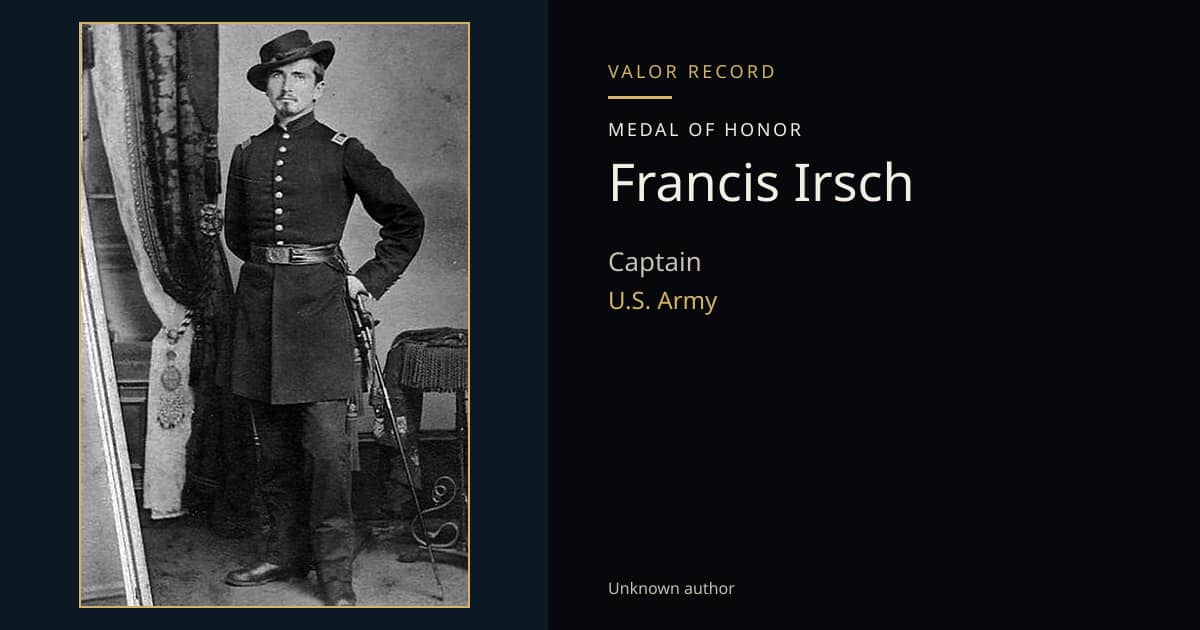 VALOR RECORD
MEDAL OF HONOR
Francis Irsch
Captain
U.S. Army
Unknown author